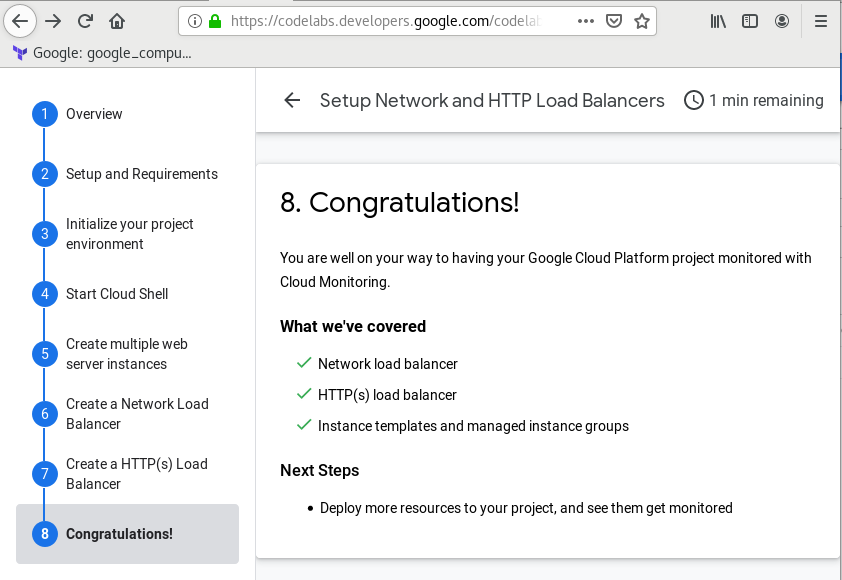 https://codelabs.developers.google.com/codelab
Google: google_compu...
1 Overview
2 Setup and Requirements
3 Initialize your project
environment
4 Start Cloud Shell
5 Create multiple web
server instances
6 Create a Network Load
Balancer
7 Create a HTTP(s) Load
Balancer
8 Congratulations!
Setup Network and HTTP Load Balancers 1 min remaining
8. Congratulations!
You are well on your way to having your Google Cloud Platform project monitored with
Cloud Monitoring.
What we've covered
Network load balancer
HTTP(s) load balancer
Instance templates and managed instance groups
Next Steps
• Deploy more resources to your project, and see them get monitored